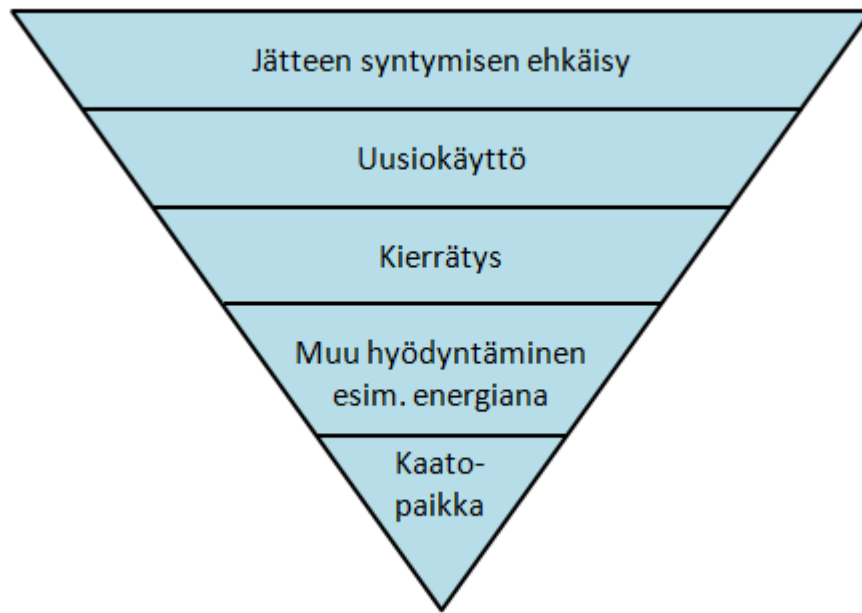 Jätteen syntymisen ehkäisy
Uusiokäyttö
Kierrätys
Muu hyödyntäminen
esim. energiana
Kaato-
paikka